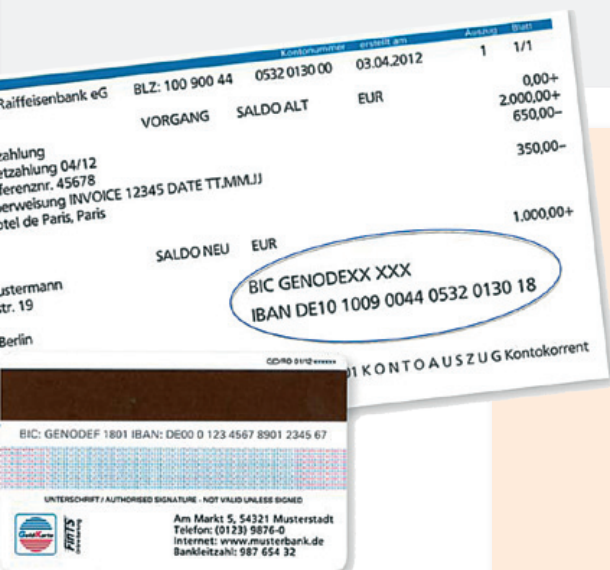 Kontonummer erstellt am Auszug Blatt
Raiffeisenbank eG BLZ: 100 900 44 0532 0130 00 03.04.2012 1 1/1
VORGANG SALDO ALT EUR 0,00+
zahlung 2.000,00+
etzahlung 04/12 650,00–
ferenznr. 45678
erweisung INVOICE 12345 DATE TT.MM.JJ 350,00–
otel de Paris, Paris
SALDO NEU EUR 1.000,00+
ustermann
str. 19
Berlin
BIC GENODEXX XXX
IBAN DE10 1009 0044 0532 0130 18
01 KONTOAUSZUG Kontokorrent
BIC: GENODEF 1801 IBAN: DE00 0 123 4567 8901 2345 67
UNTERSCHRIFT / AUTHORISED SIGNATURE - NOT VALID UNLESS SIGNED
GeldKarte
FinTS
Am Markt 5, 54321 Musterstadt
Telefon: (0123) 9876-0
Internet: www.musterbank.de
Bankleitzahl: 987 654 32